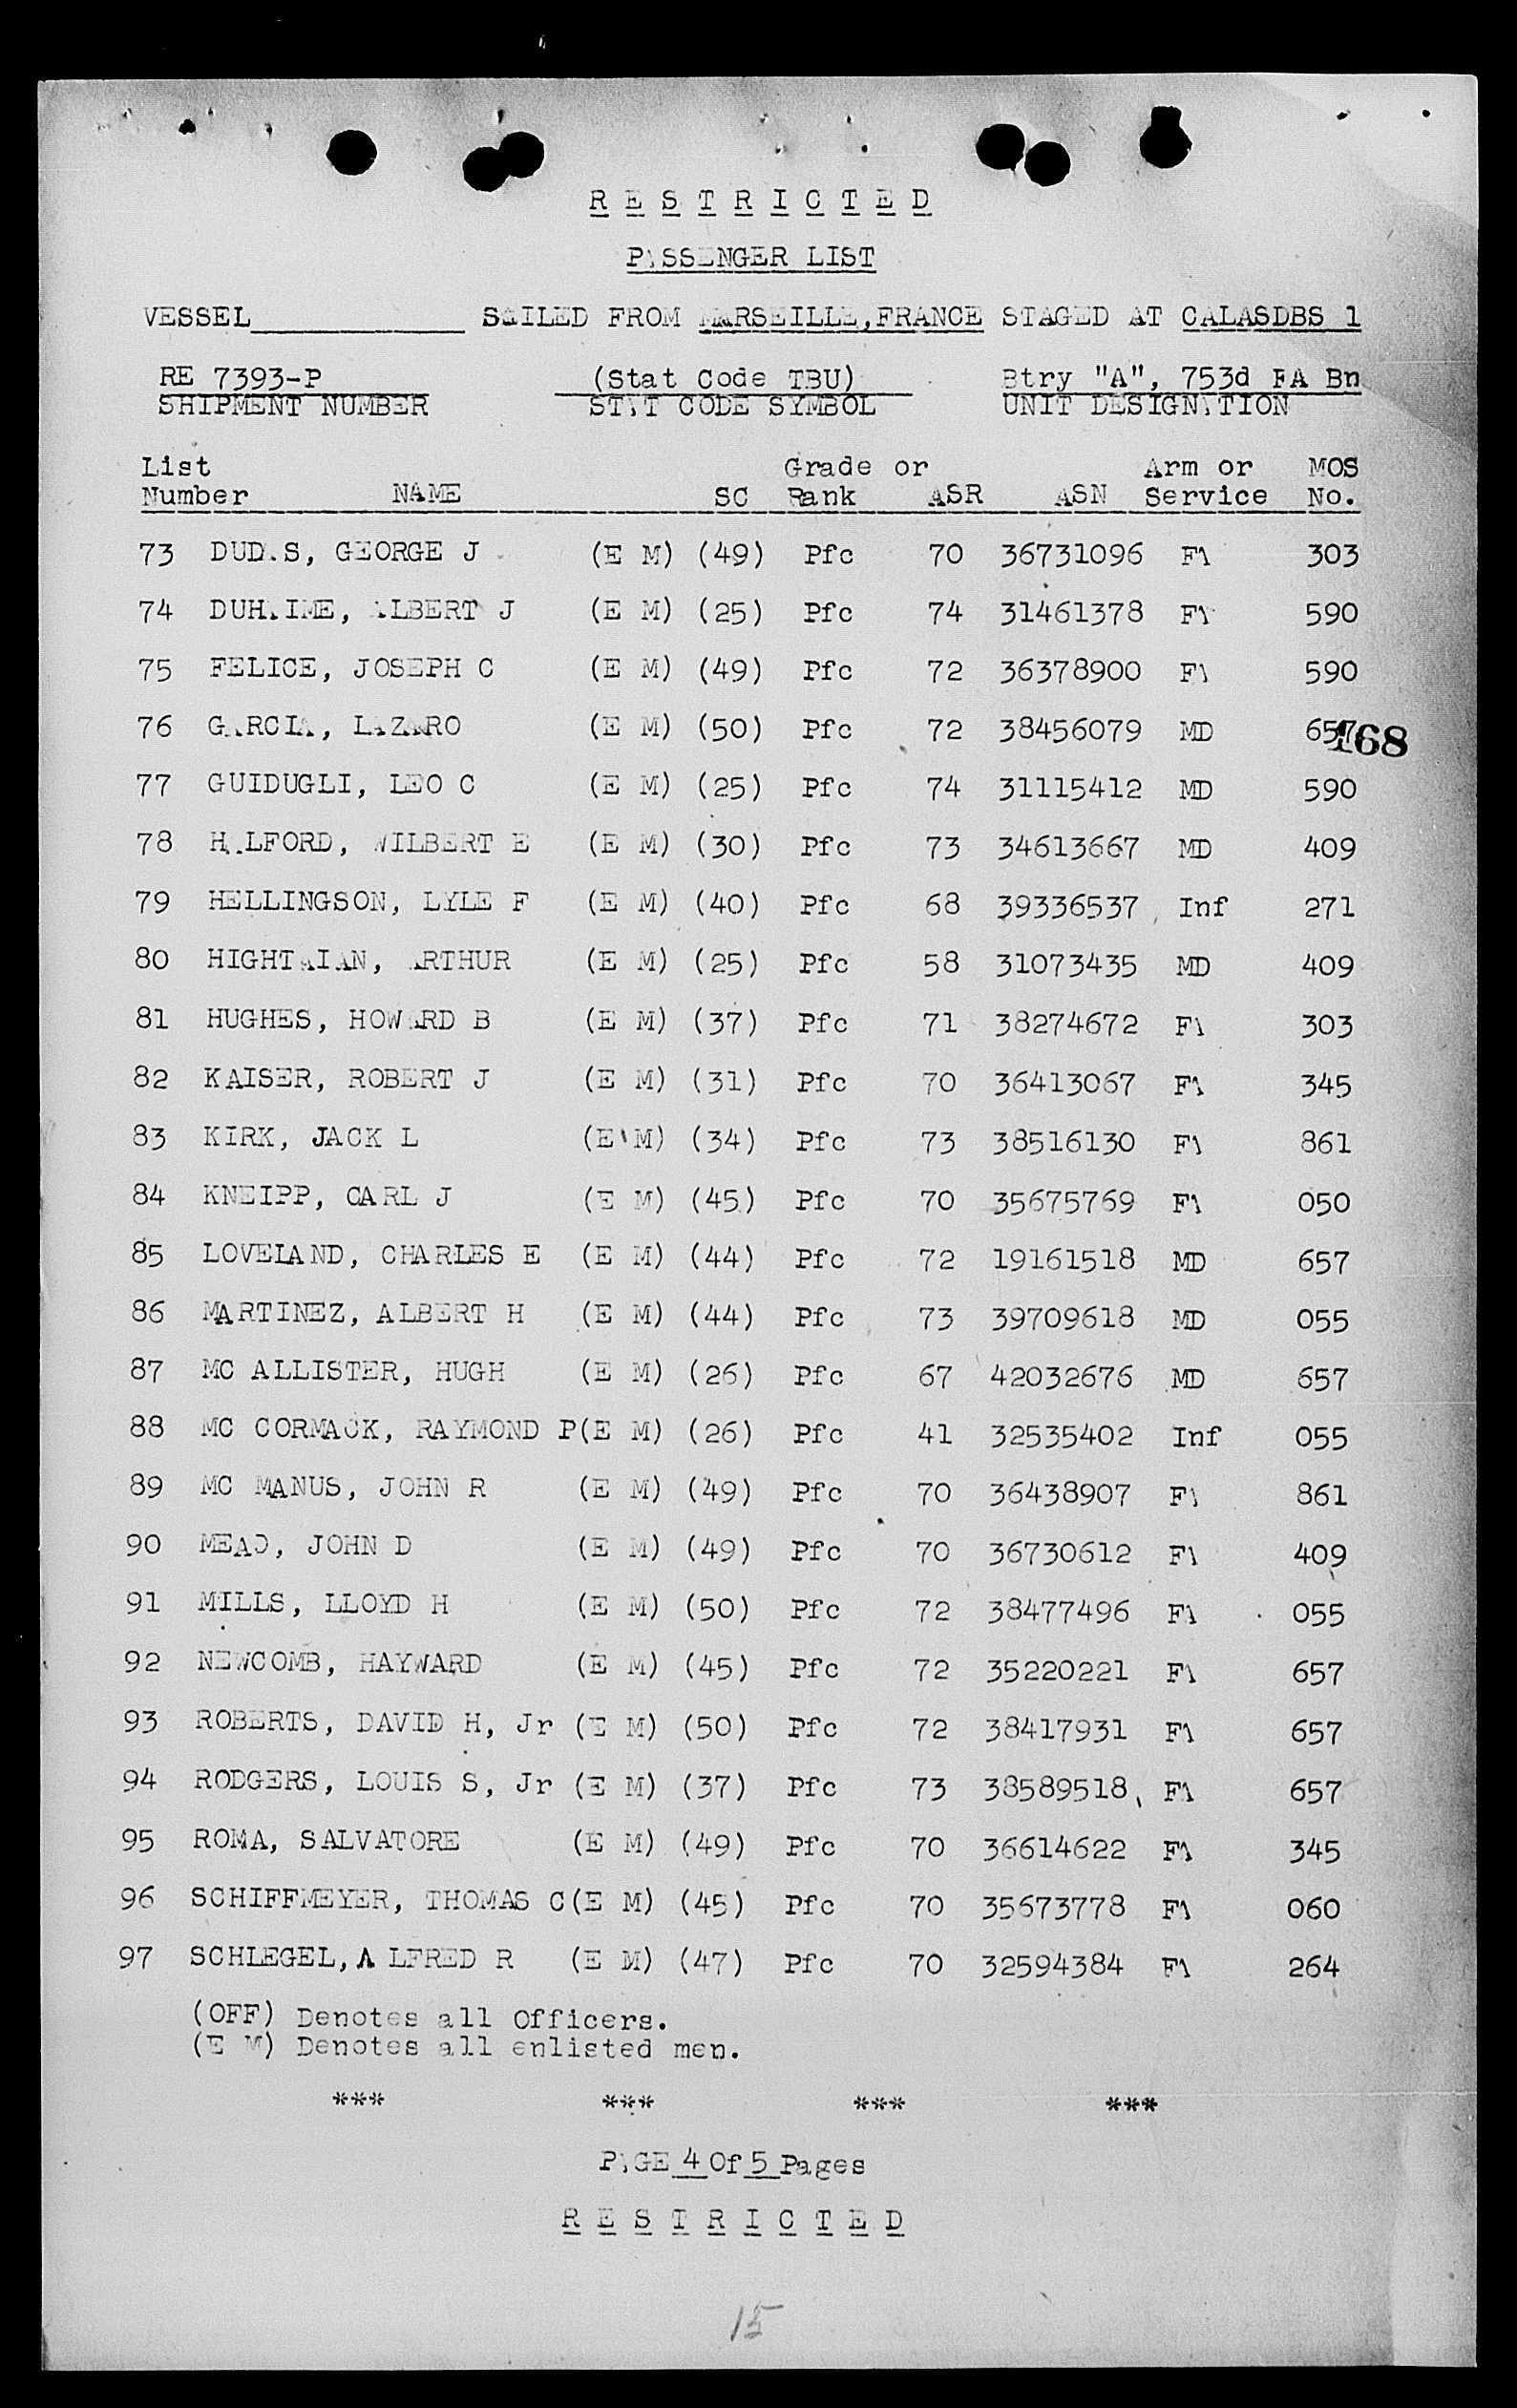 R E S T R I C T E D
PASSENGER LIST
VESSEL____________ SAILED FROM MARSEILLE, FRANCE STAGED AT CALASDBS 1
RE 7393-P (Stat Code TBU) Btry "A", 753d FA Bn
SHIPMENT NUMBER STAT CODE SYMBOL UNIT DESIGNATION
List Grade or Arm or MOS
Number NAME SC Rank ASR ASN Service No.
73 DUDAS, GEORGE J (E M) (49) Pfc 70 36731096 FA 303
74 DUHAIME, ALBERT J (E M) (25) Pfc 74 31461378 FA 590
75 FELICE, JOSEPH C (E M) (49) Pfc 72 36378900 FA 590
76 GARCIA, LAZARO (E M) (50) Pfc 72 38456079 MD 657
168
77 GUIDUGLI, LEO C (E M) (25) Pfc 74 31115412 MD 590
78 HALFORD, WILBERT E (E M) (30) Pfc 73 34613667 MD 409
79 HELLINGSON, LYLE F (E M) (40) Pfc 68 39336537 Inf 271
80 HIGHTAIAN, ARTHUR (E M) (25) Pfc 58 31073435 MD 409
81 HUGHES, HOWARD B (E M) (37) Pfc 71 38274672 FA 303
82 KAISER, ROBERT J (E M) (31) Pfc 70 36413067 FA 345
83 KIRK, JACK L (E M) (34) Pfc 73 38516130 FA 861
84 KNEIPP, CARL J (E M) (45) Pfc 70 35675769 FA 050
85 LOVELAND, CHARLES E (E M) (44) Pfc 72 19161518 MD 657
86 MARTINEZ, ALBERT H (E M) (44) Pfc 73 39709618 MD 055
87 MC ALLISTER, HUGH (E M) (26) Pfc 67 42032676 MD 657
88 MC CORMACK, RAYMOND P(E M) (26) Pfc 41 32535402 Inf 055
89 MC MANUS, JOHN R (E M) (49) Pfc 70 36438907 FA 861
90 MEAD, JOHN D (E M) (49) Pfc 70 36730612 FA 409
91 MILLS, LLOYD H (E M) (50) Pfc 72 38477496 FA 055
92 NEWCOMB, HAYWARD (E M) (45) Pfc 72 35220221 FA 657
93 ROBERTS, DAVID H, Jr (E M) (50) Pfc 72 38417931 FA 657
94 RODGERS, LOUIS S, Jr (E M) (37) Pfc 73 38589518 FA 657
95 ROMA, SALVATORE (E M) (49) Pfc 70 36614622 FA 345
96 SCHIFFMEYER, THOMAS C(E M) (45) Pfc 70 35673778 FA 060
97 SCHLEGEL, A LFRED R (E M) (47) Pfc 70 32594384 FA 264
(OFF) Denotes all Officers.
(E M) Denotes all enlisted men.
*** *** *** ***
PAGE 4 Of 5 Pages
R E S T R I C T E D
15